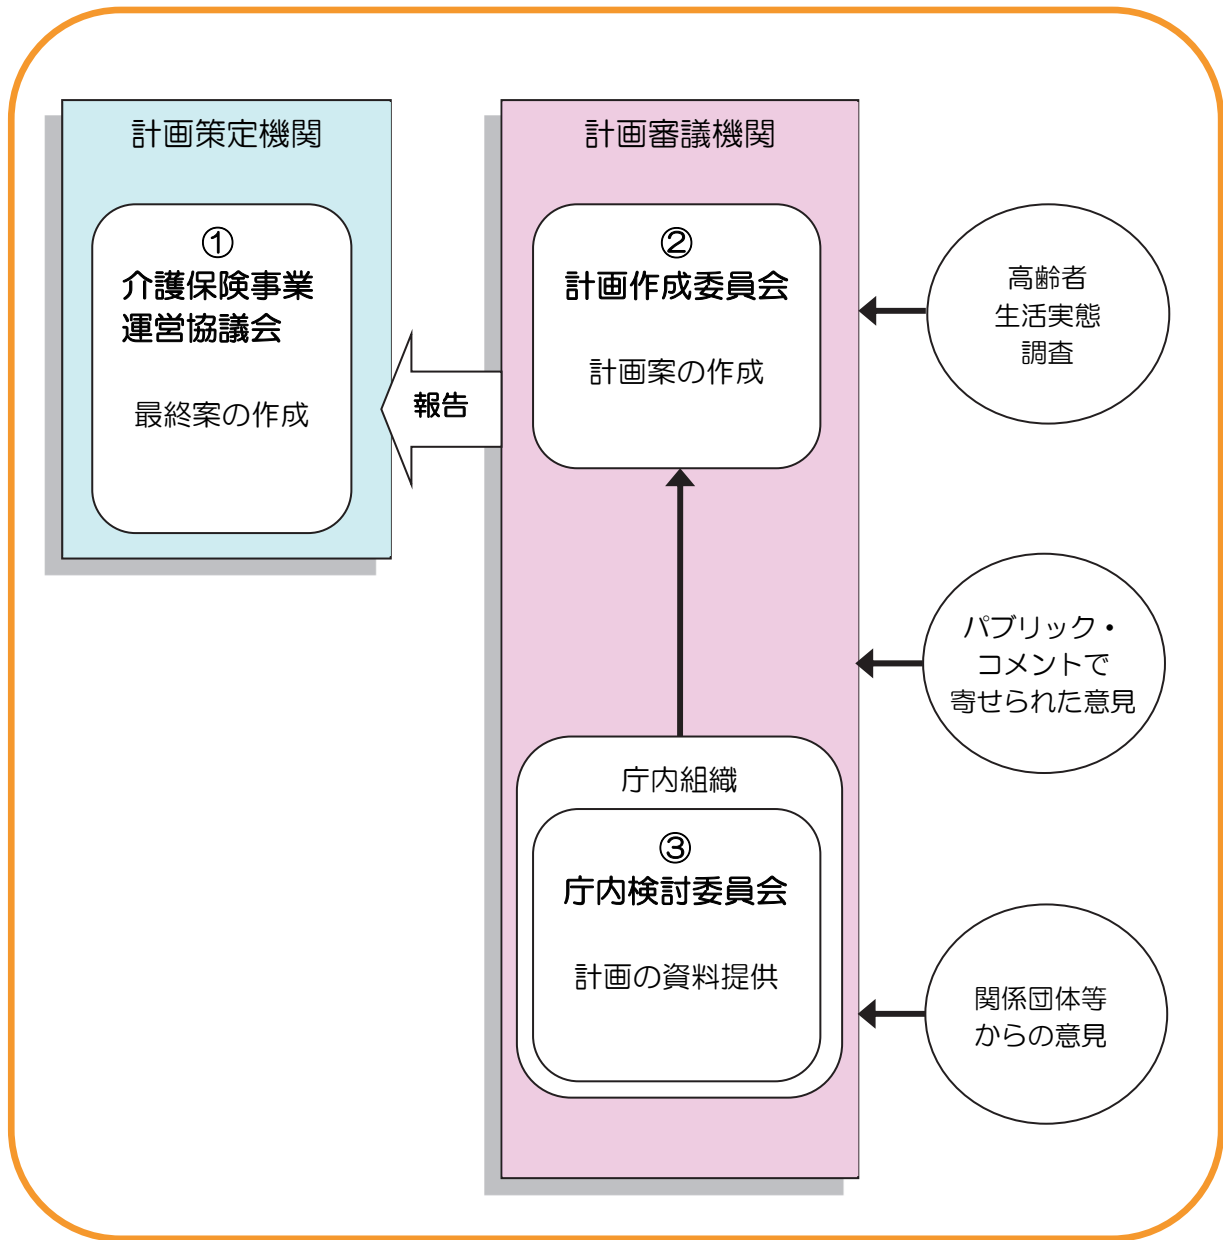 計画策定機関
①
介護保険事業
運営協議会
最終案の作成
報告
計画審議機関
②
計画作成委員会
計画案の作成
庁内組織
③
庁内検討委員会
計画の資料提供
高齢者
生活実態
調査
パブリック・
コメントで
寄せられた意見
関係団体等
からの意見